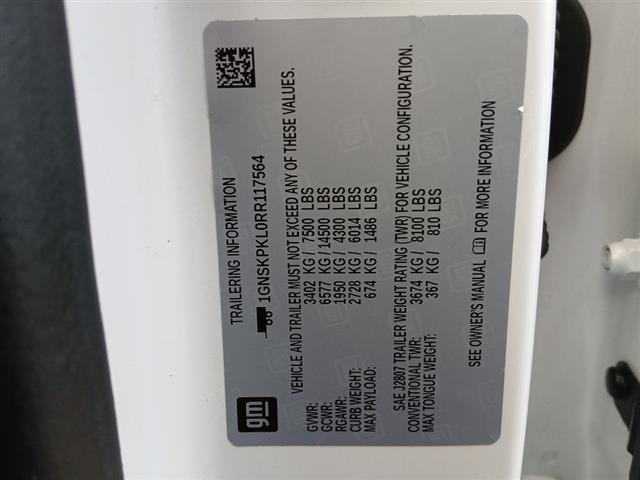 gm
TRAILERING INFORMATION
1GNSKPKL0RR117564
VEHICLE AND TRAILER MUST NOT EXCEED ANY OF THESE VALUES.
GVWR: 3402 KG / 7500 LBS
GCWR: 6577 KG / 14500 LBS
RGAWR: 1950 KG / 4300 LBS
CURB WEIGHT: 2728 KG / 6014 LBS
MAX PAYLOAD: 674 KG / 1486 LBS
SAE J2807 TRAILER WEIGHT RATING (TWR) FOR VEHICLE CONFIGURATION.
CONVENTIONAL TWR: 3674 KG / 8100 LBS
MAX TONGUE WEIGHT: 367 KG / 810 LBS
SEE OWNER'S MANUAL FOR MORE INFORMATION